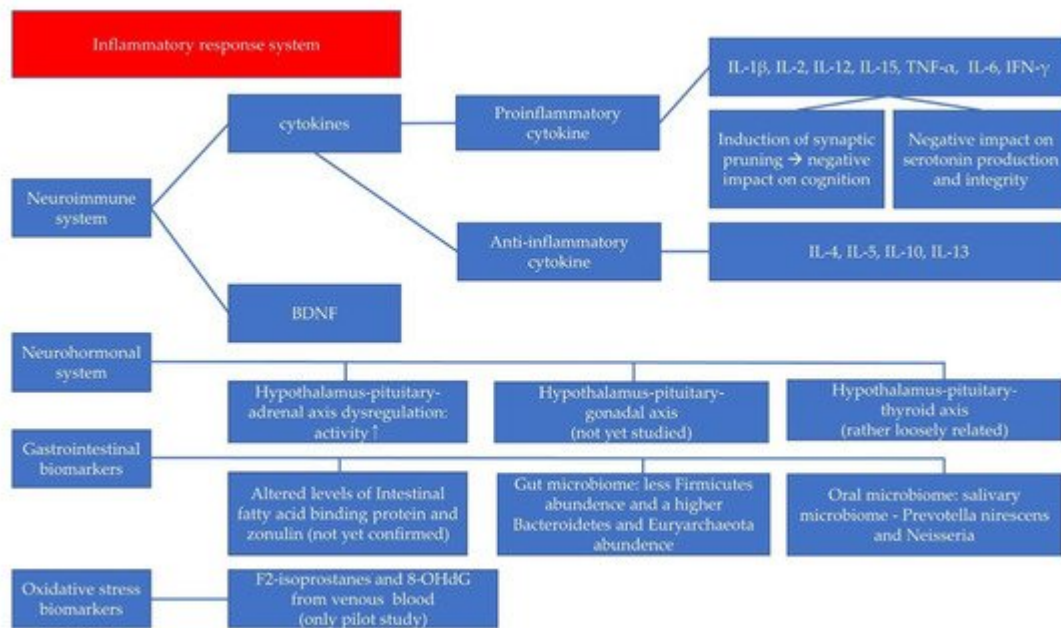 Inflammatory response system
IL-1β, IL-2, IL-12, IL-15, TNF-α, IL-6, IFN-γ
cytokines
Proinflammatory
cytokine
Induction of synaptic
pruning → negative
impact on cognition
Negative impact on
serotonin production
and integrity
Neuroimmune
system
Anti-inflammatory
cytokine
IL-4, IL-5, IL-10, IL-13
BDNF
Neurohormonal
system
Hypothalamus-pituitary-
adrenal axis dysregulation:
activity↑
Hypothalamus-pituitary-
gonadal axis
(not yet studied)
Hypothalamus-pituitary-
thyroid axis
(rather loosely related)
Gastrointestinal
biomarkers
Altered levels of Intestinal
fatty acid binding protein and
zonulin (not yet confirmed)
Gut microbiome: less Firmicutes
abundance and a higher
Bacteroidetes and Euryarchaeota
abundance
Oral microbiome: salivary
microbiome - Prevotella nirescens
and Neisseria
Oxidative stress
biomarkers
F2-isoprostanes and 8-OHdG
from venous blood
(only pilot study)